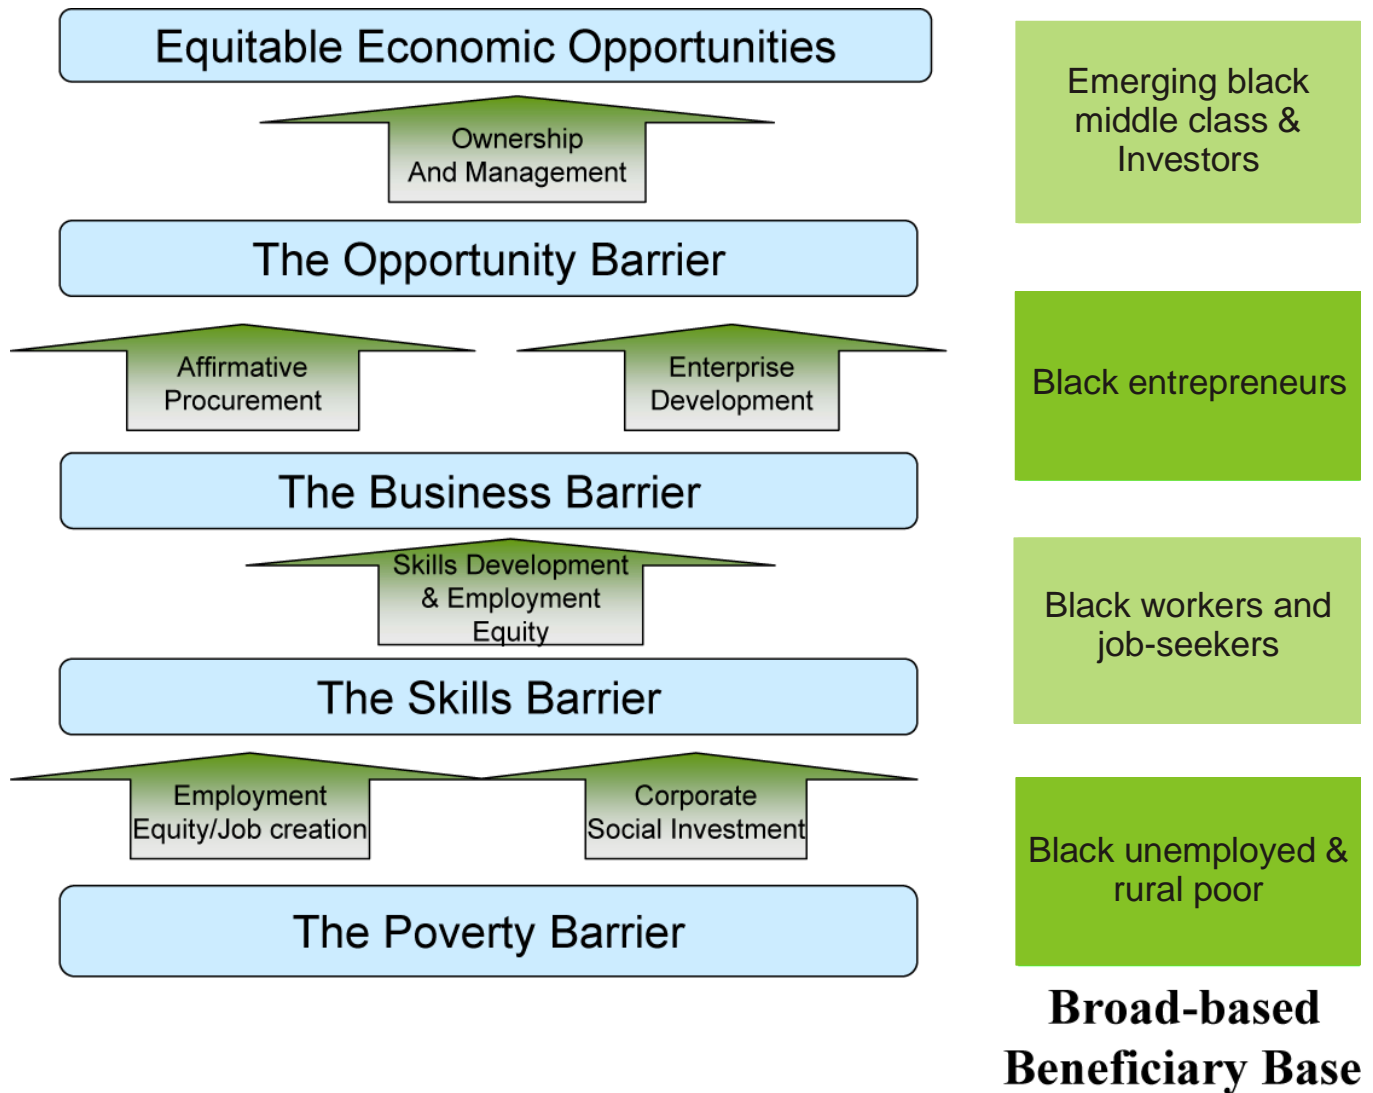 Equitable Economic Opportunities
Ownership
And Management
The Opportunity Barrier
Affirmative
Procurement
Enterprise
Development
The Business Barrier
Skills Development
& Employment
Equity
The Skills Barrier
Employment
Equity/Job creation
Corporate
Social Investment
The Poverty Barrier
Emerging black
middle class &
Investors
Black entrepreneurs
Black workers and
job-seekers
Black unemployed &
rural poor
Broad-based
Beneficiary Base